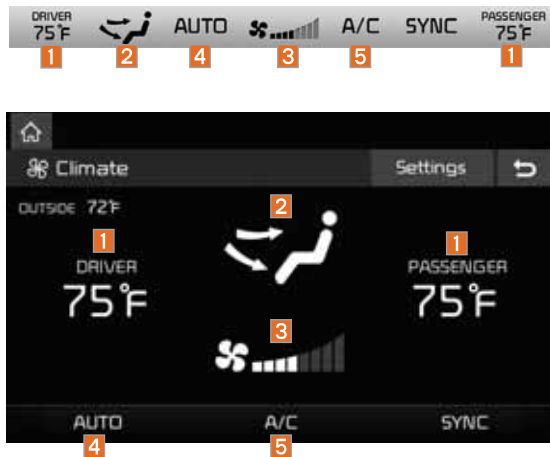 DRIVER PASSENGER
75°F AUTO A/C SYNC 75°F
1 2 4 3 5 1
Climate Settings
OUTSIDE 72°F 2
1 1
DRIVER PASSENGER
75°F 75°F
3
AUTO A/C SYNC
4 5